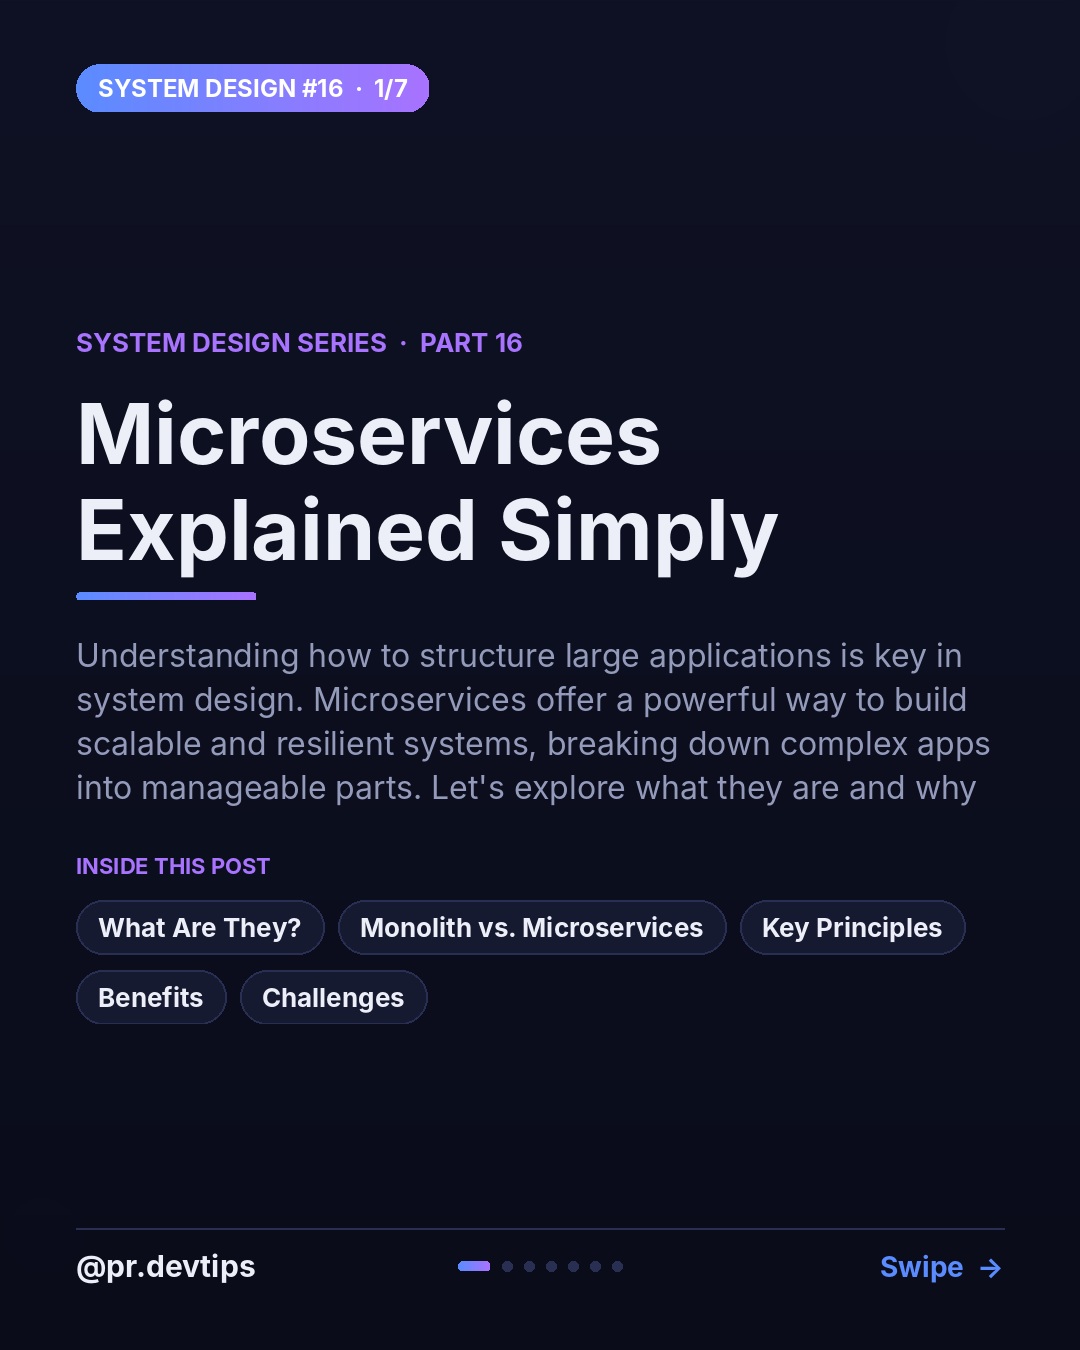 SYSTEM DESIGN #16 · 1/7
SYSTEM DESIGN SERIES · PART 16
Microservices
Explained Simply
Understanding how to structure large applications is key in
system design. Microservices offer a powerful way to build
scalable and resilient systems, breaking down complex apps
into manageable parts. Let's explore what they are and why
INSIDE THIS POST
What Are They? Monolith vs. Microservices Key Principles
Benefits Challenges
@pr.devtips Swipe →